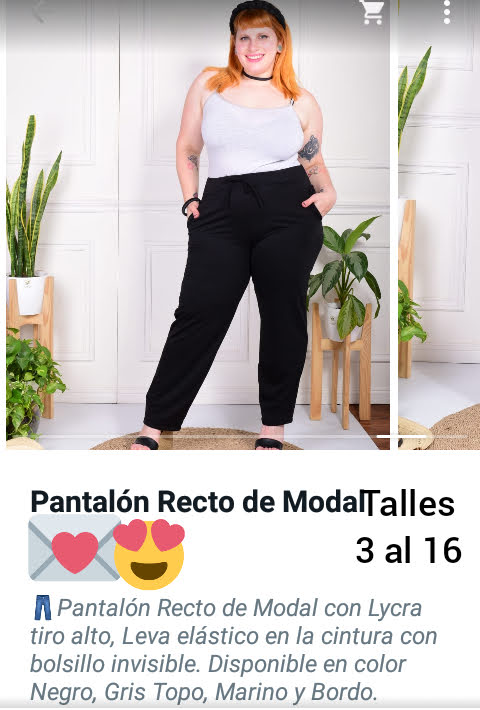 Pantalón Recto de Modal
Talles
3 al 16
Pantalón Recto de Modal con Lycra
tiro alto, Leva elástico en la cintura con
bolsillo invisible. Disponible en color
Negro, Gris Topo, Marino y Bordo.